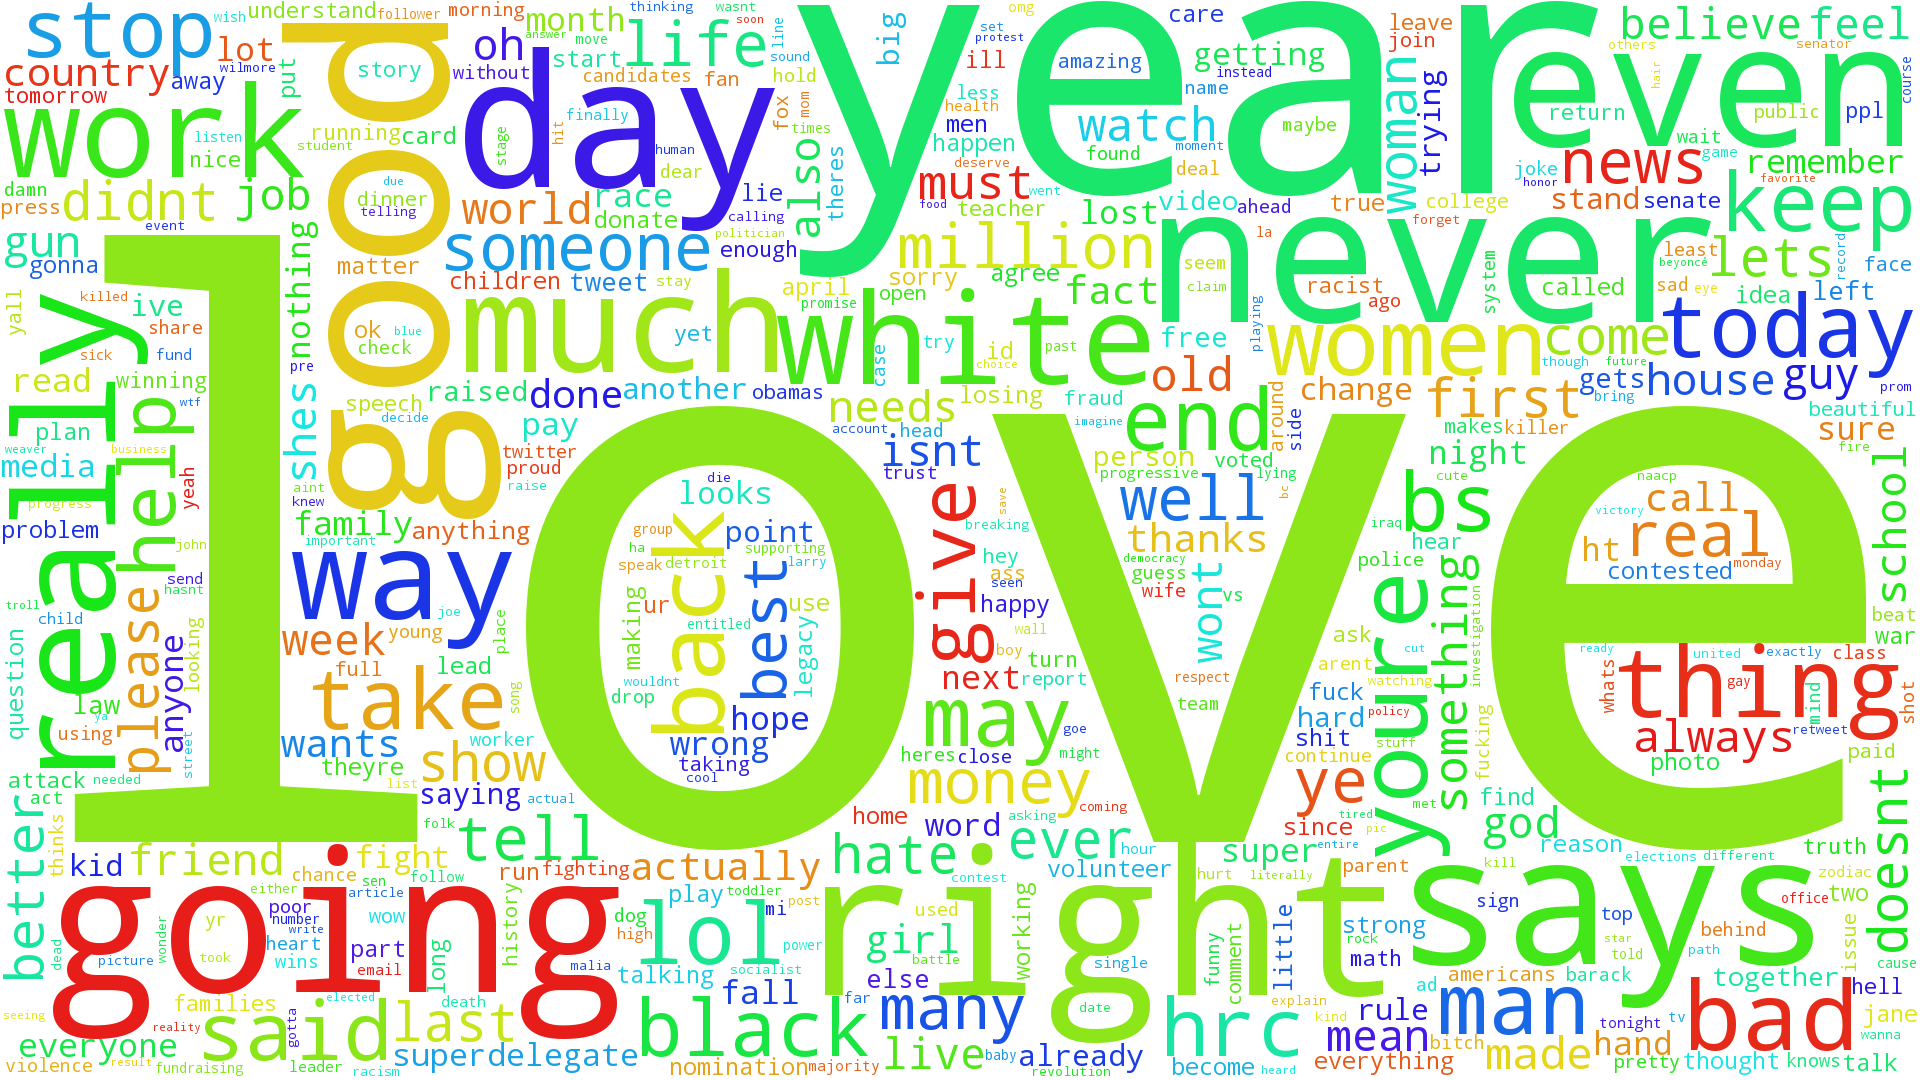 stop
wish
understand
follower
morning
thinking
wasnt
soon
omg
care
leave
believe
feel
lot
good
oh
month
answer
move
life
line
year
big
set
protest
join
others
senator
country
wilmore
away
put
story
without
start
candidates
fan
sound
hold
ill
amazing
getting
instead
woman
trying
even
hair
course
tomorrow
work
listen
nice
running
student
card
day
stage
hit
finally
human
fox
mom
times
also
less
health
men
happen
deserve
watch
found
moment
name
deal
maybe
return
public
ppl
wait
game
news
joke
honor
remember
favorite
damn
press
didnt
job
due
dinner
telling
world
race
donate
dear
lie
calling
politician
theres
must
food
went
teacher
lost
video
ahead
true
college
forget
stand
senate
keep
gun
gonna
event
nothing
matter
someone
children
tweet
stay
enough
million
sorry
april
promise
open
agree
fact
seem
claim
la
never
racist
ago
system
called
least
beyoncé
sad
eye
lets
record
idea
face
left
yall
killed
ive
share
sick
fund
pre
ok
blue
check
much
yet
white
case
try
id
choice
past
free
playing
women
come
though
future
today
read
winning
wtf
really
love
help
shes
speech
decide
raised
done
another
obamas
needs
account
head
losing
fraud
imagine
old
end
change
around
side
first
makes
killer
gets
bring
house
guy
prom
beautiful
sure
fire
plan
weaver
business
media
progress
yeah
aint
knew
twitter
proud
raise
die
looks
isnt
trust
person
progressive
voted
lying
bc
night
cute
bs
naacp
call
victory
real
ht
contested
monday
school
problem
john
send
hasnt
family
important
anything
way
group
ha
speak
detroit
back
point
supporting
larry
best
use
legacy
ur
entitled
making
wouldnt
drop
hope
wrong
taking
cool
give
save
breaking
hey
ass
seen
happy
wall
boy
next
turn
report
well
thanks
democracy
guess
wife
vs
wont
respect
team
iraq
hear
police
youre
something
investigation
ask
arent
cut
watching
fuck
policy
hard
stuff
shit
continue
troll
child
question
law
ya
using
please
anyone
looking
street
week
joe
young
place
full
lead
song
take
wants
worker
theyre
show
list
saying
actual
may
heres
close
goe
might
money
coming
home
word
asking
ever
hour
since
ye
tired
met
pic
entire
fucking
find
god
reason
ready
united
exactly
class
whats
thing
gay
mind
retweet
always
photo
paid
shot
beat
war
attack
needed
act
better
thinks
kid
friend
chance
either
fight
sen
follow
folk
tell
run
fighting
actually
hate
contest
volunteer
super
hurt
literally
parent
kill
elections
different
truth
zodiac
two
doesnt
going
yr
took
wonder
dead
picture
poor
number
write
heart
wins
article
wow
part
email
long
history
dog
high
malia
lol
play
toddler
mi
post
power
talking
socialist
battle
girl
used
else
far
right
working
single
date
funny
comment
little
explain
kind
strong
rock
math
says
sign
top
star
told
office
behind
path
issue
cause
seeing
families
reality
elected
gotta
said
last
death
black
fall
many
hrc
rule
ad
americans
barack
tonight
man
tv
together
bad
hell
jane
wanna
everyone
violence
result
fundraising
leader
racism
superdelegate
nomination
majority
live
baby
already
revolution
become
heard
mean
everything
bitch
made
hand
pretty
thought
knows
talk